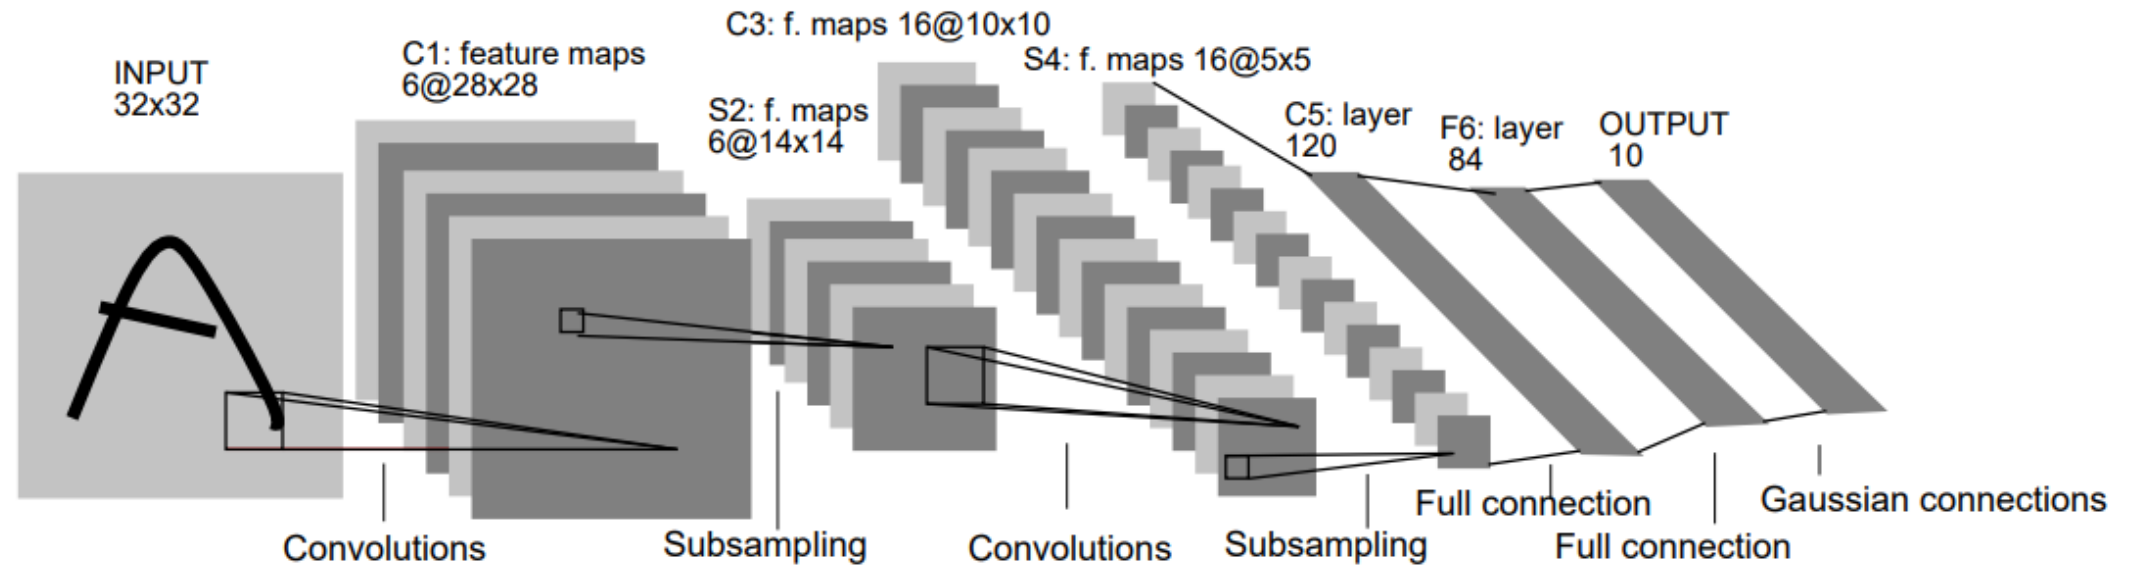 INPUT
32x32
C1: feature maps
6@28x28
S2: f. maps
6@14x14
C3: f. maps 16@10x10
S4: f. maps 16@5x5
C5: layer
120
F6: layer
84
OUTPUT
10
Convolutions
Subsampling
Convolutions
Subsampling
Full connection
Full connection
Gaussian connections